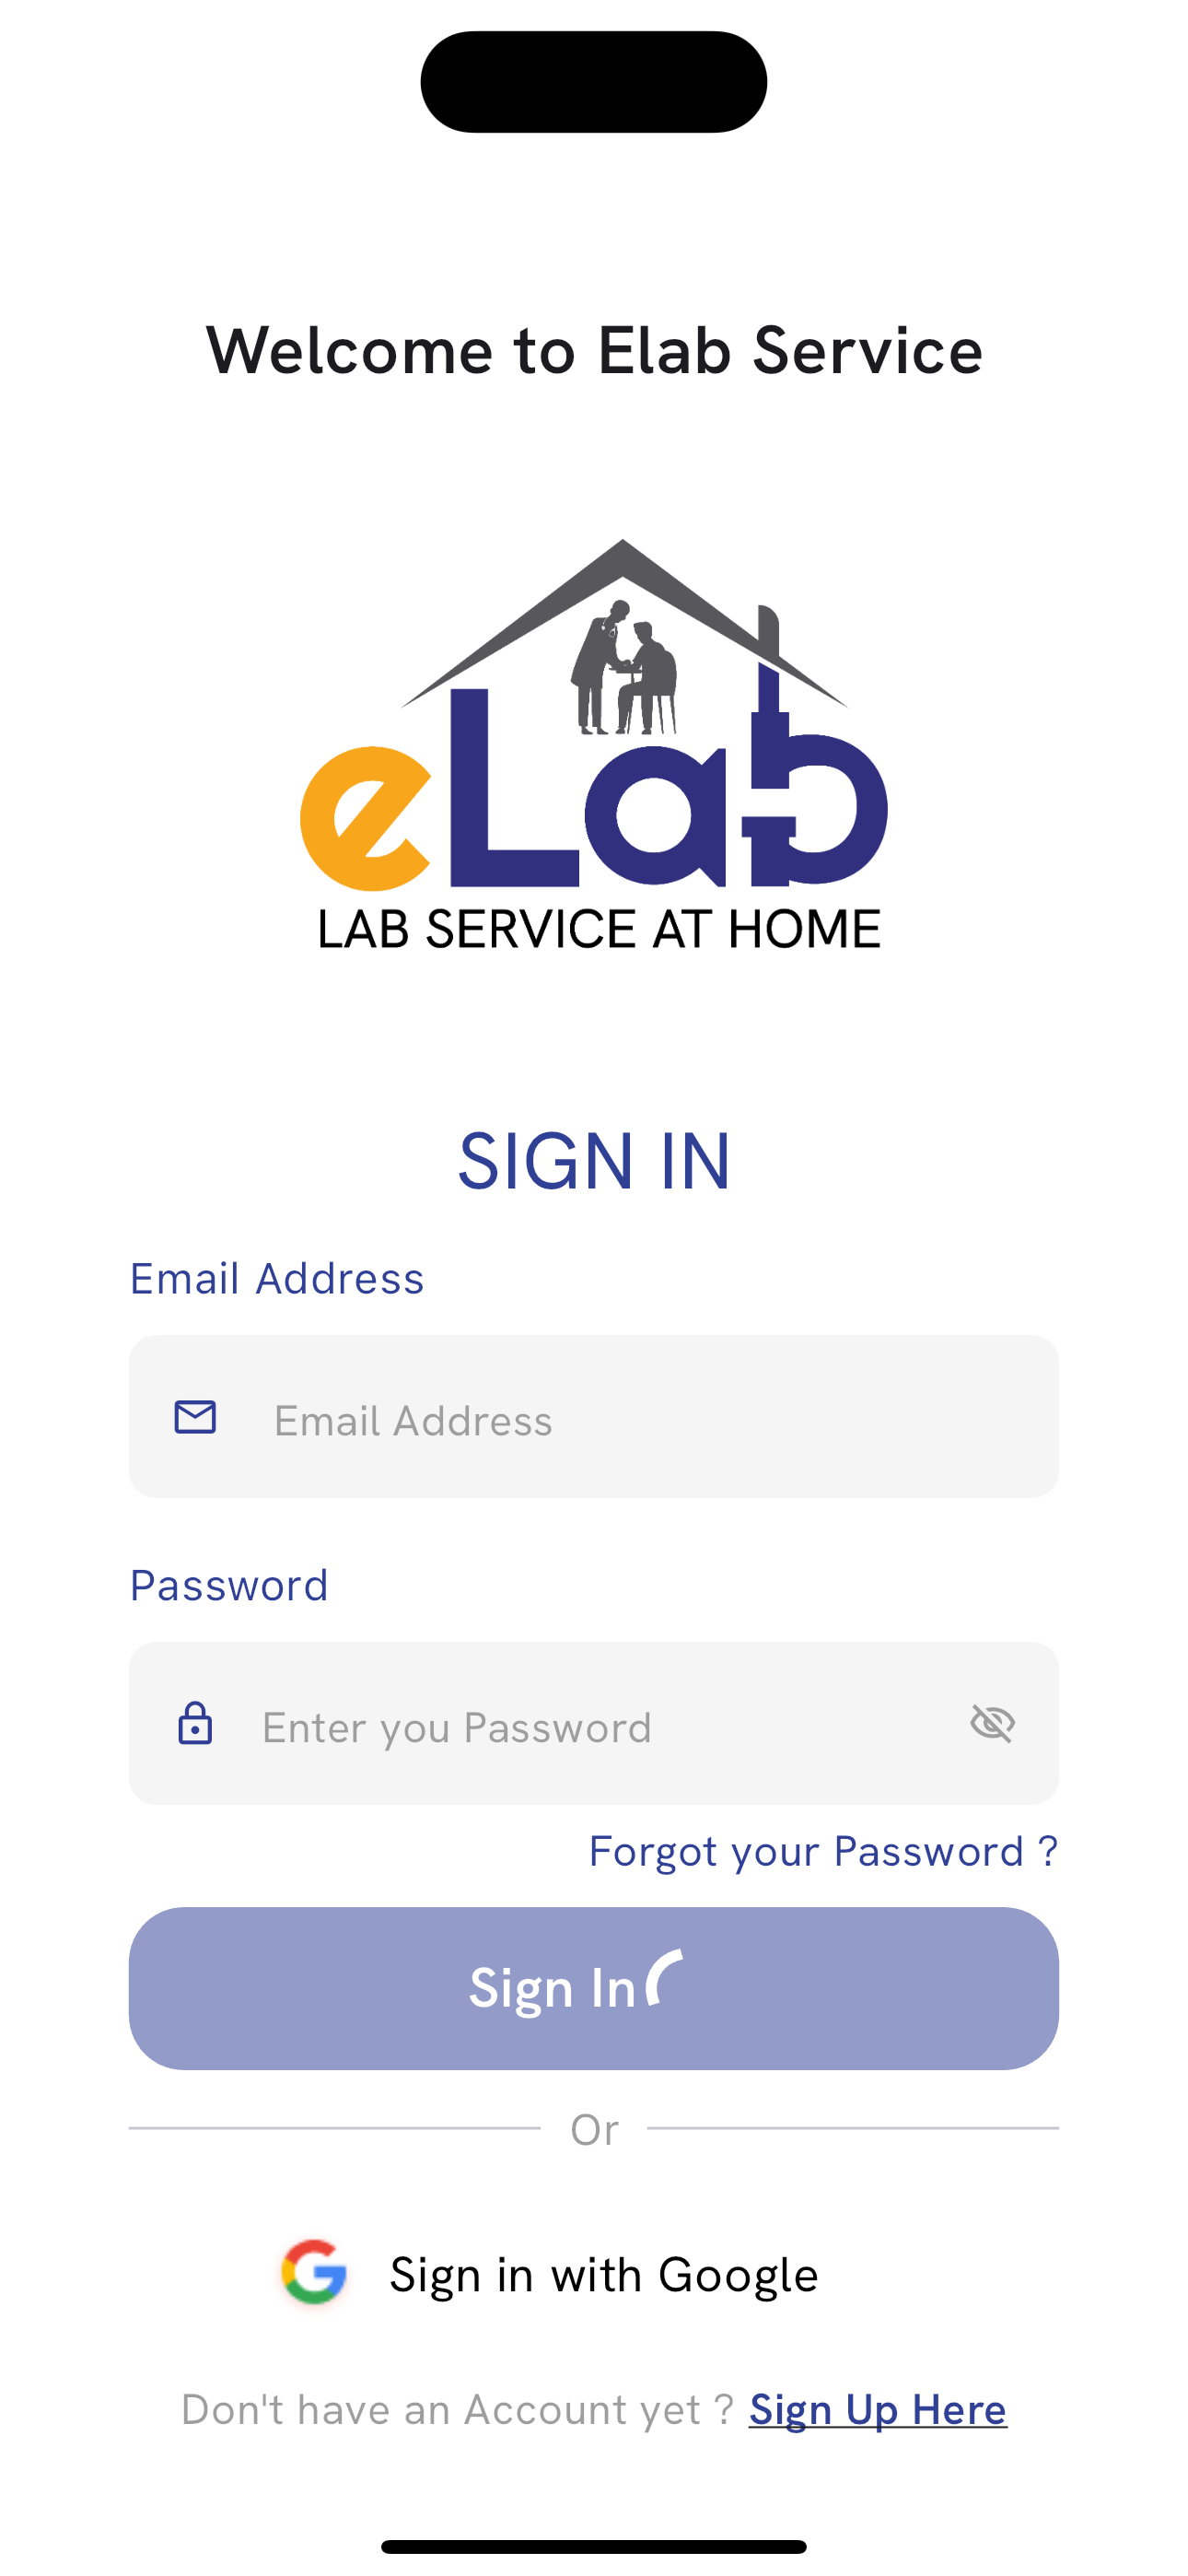 Welcome to Elab Service
eLab
LAB SERVICE AT HOME
SIGN IN
Email Address
Email Address
Password
Enter you Password
Forgot your Password ?
Sign In
Or
Sign in with Google
Don't have an Account yet ? Sign Up Here